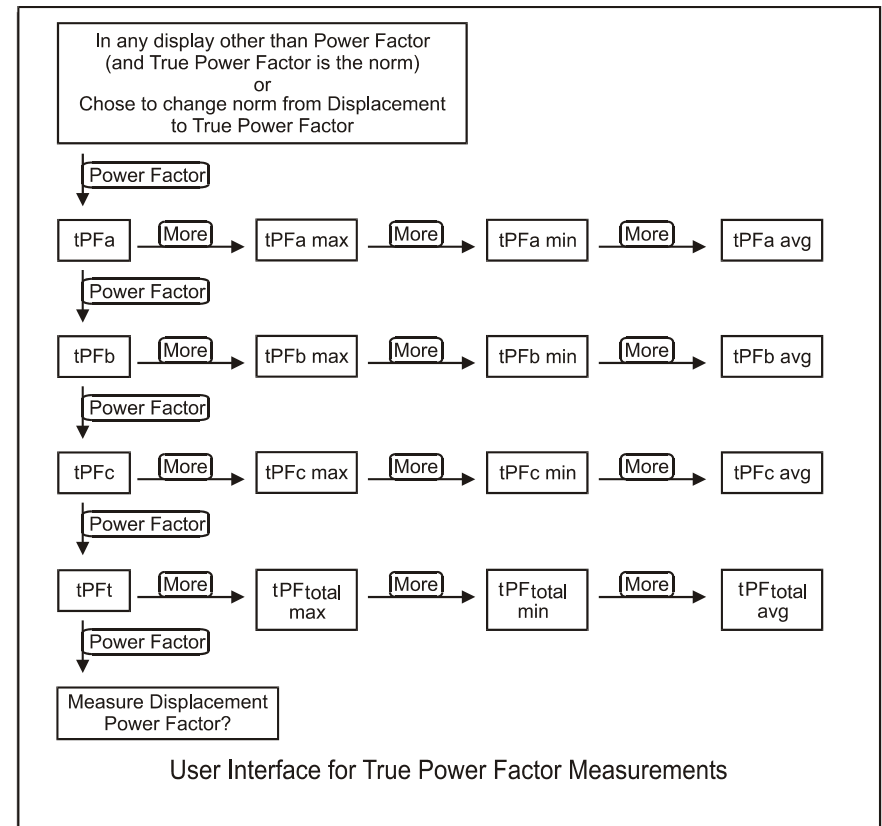 In any display other than Power Factor
(and True Power Factor is the norm)
or
Chose to change norm from Displacement
to True Power Factor
Power Factor
tPFa
More
tPFa max
More
tPFa min
More
tPFa avg
Power Factor
tPFb
More
tPFb max
More
tPFb min
More
tPFb avg
Power Factor
tPFc
More
tPFc max
More
tPFc min
More
tPFc avg
Power Factor
tPFt
More
tPFtotal
max
More
tPFtotal
min
More
tPFtotal
avg
Power Factor
Measure Displacement
Power Factor?
User Interface for True Power Factor Measurements